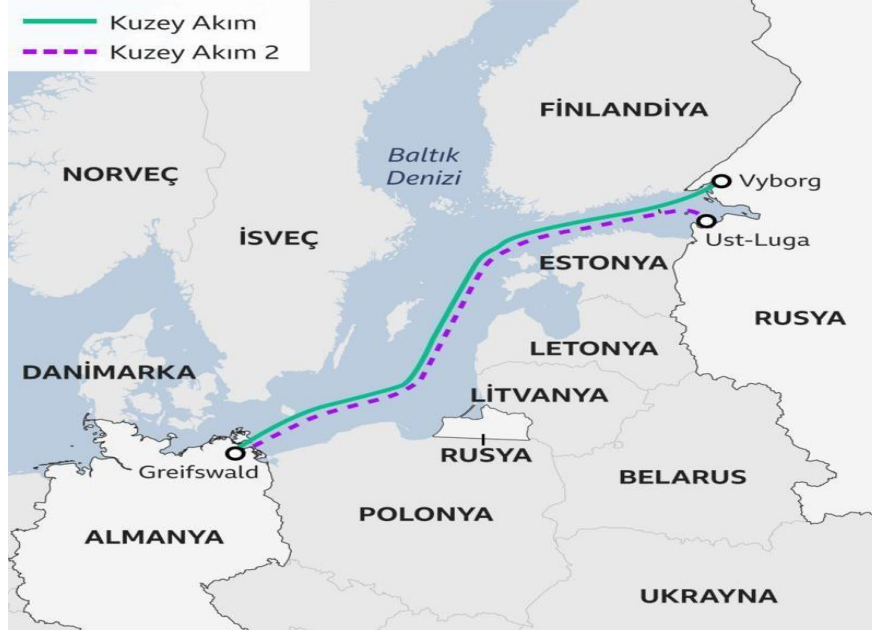 Kuzey Akım
Kuzey Akım 2
FİNLANDİYA
Baltık
Denizi
NORVEÇ
Vyborg
İSVEÇ
Ust-Luga
ESTONYA
RUSYA
LETONYA
DANİMARKA
LİTVANYA
RUSYA
Greifswald
BELARUS
POLONYA
ALMANYA
UKRAYNA